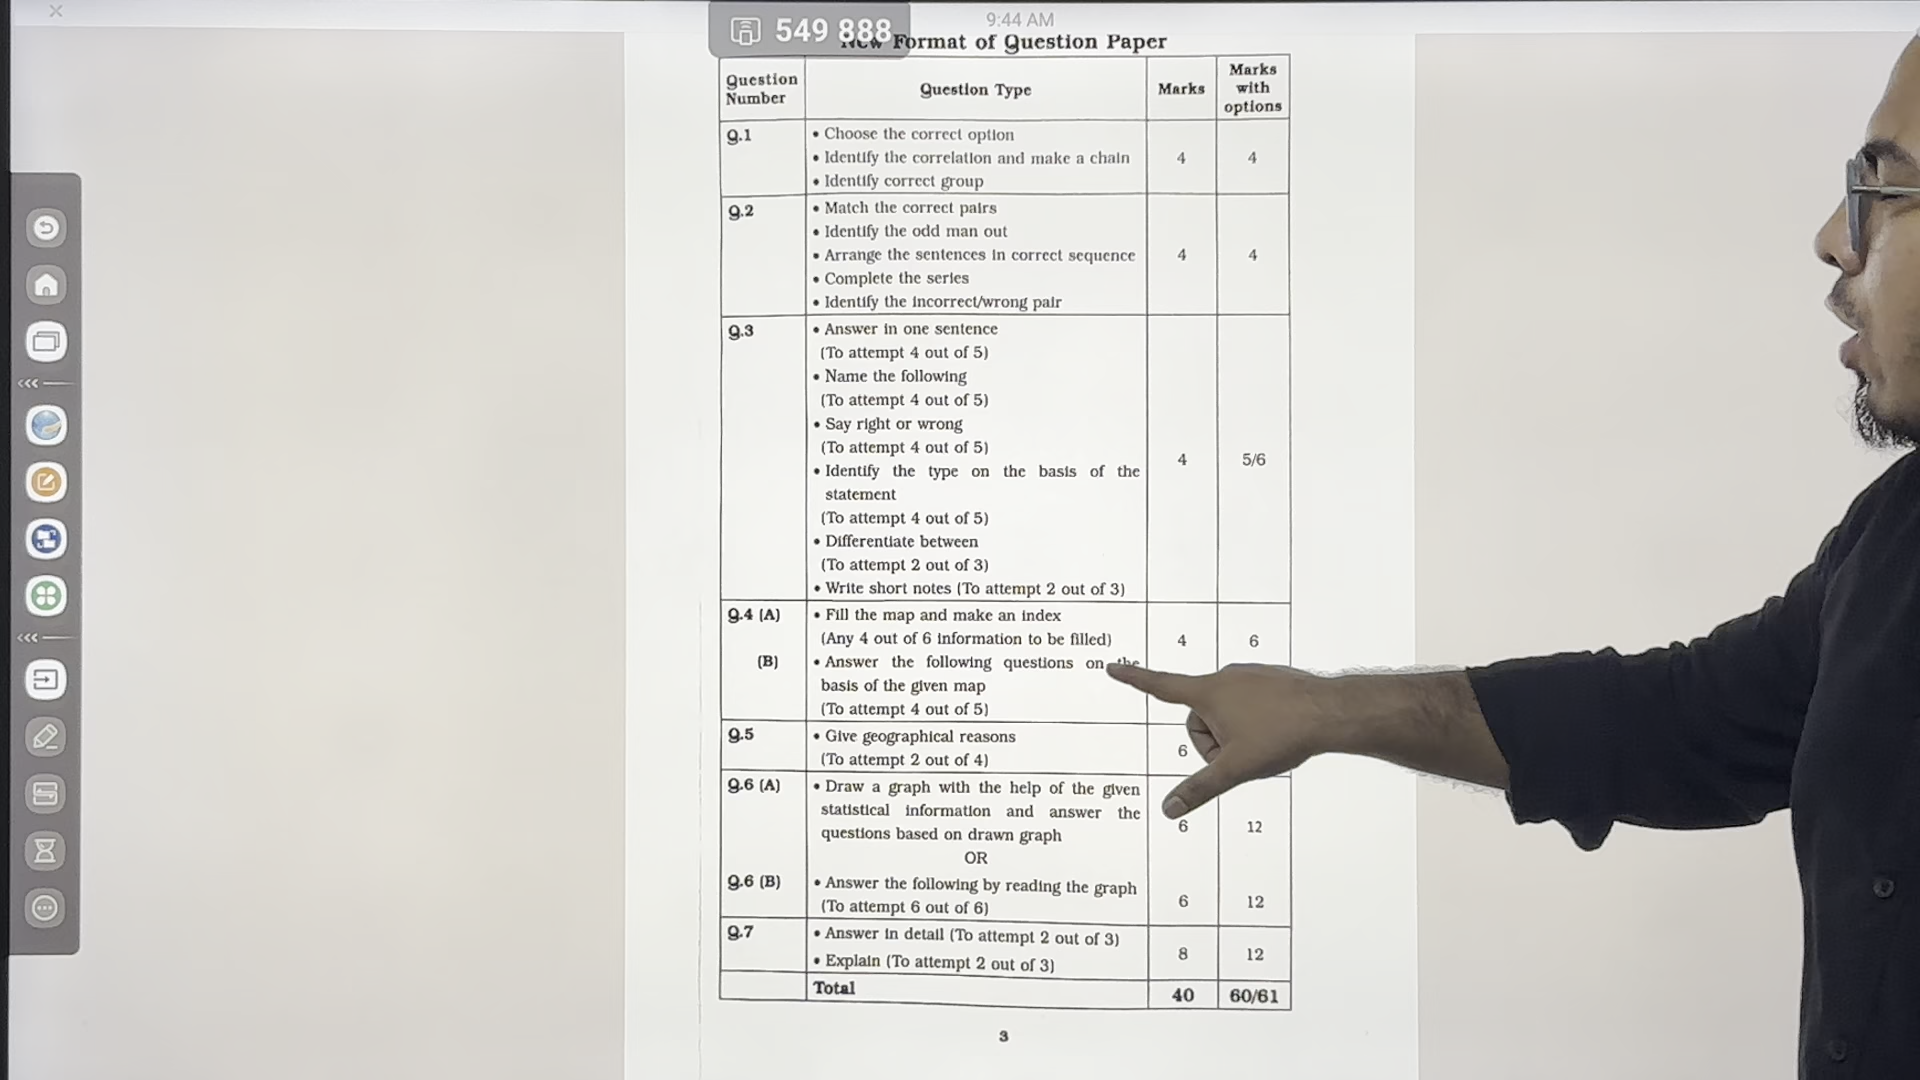 9:44 AM
549 888
New Format of Question Paper
Question Number
Question Type
Marks
Marks with options
Q.1
• Choose the correct option
• Identify the correlation and make a chain
• Identify correct group
4
4
Q.2
• Match the correct pairs
• Identify the odd man out
• Arrange the sentences in correct sequence
• Complete the series
• Identify the incorrect/wrong pair
4
4
Q.3
• Answer in one sentence
(To attempt 4 out of 5)
• Name the following
(To attempt 4 out of 5)
• Say right or wrong
(To attempt 4 out of 5)
• Identify the type on the basis of the
statement
(To attempt 4 out of 5)
• Differentiate between
(To attempt 2 out of 3)
• Write short notes (To attempt 2 out of 3)
4
5/6
Q.4 (A)
• Fill the map and make an index
(Any 4 out of 6 information to be filled)
4
6
(B)
• Answer the following questions on the
basis of the given map
(To attempt 4 out of 5)
Q.5
• Give geographical reasons
(To attempt 2 out of 4)
6
Q.6 (A)
• Draw a graph with the help of the given
statistical information and answer the
questions based on drawn graph
6
12
OR
Q.6 (B)
• Answer the following by reading the graph
(To attempt 6 out of 6)
6
12
Q.7
• Answer in detail (To attempt 2 out of 3)
• Explain (To attempt 2 out of 3)
8
12
Total
40
60/61
3